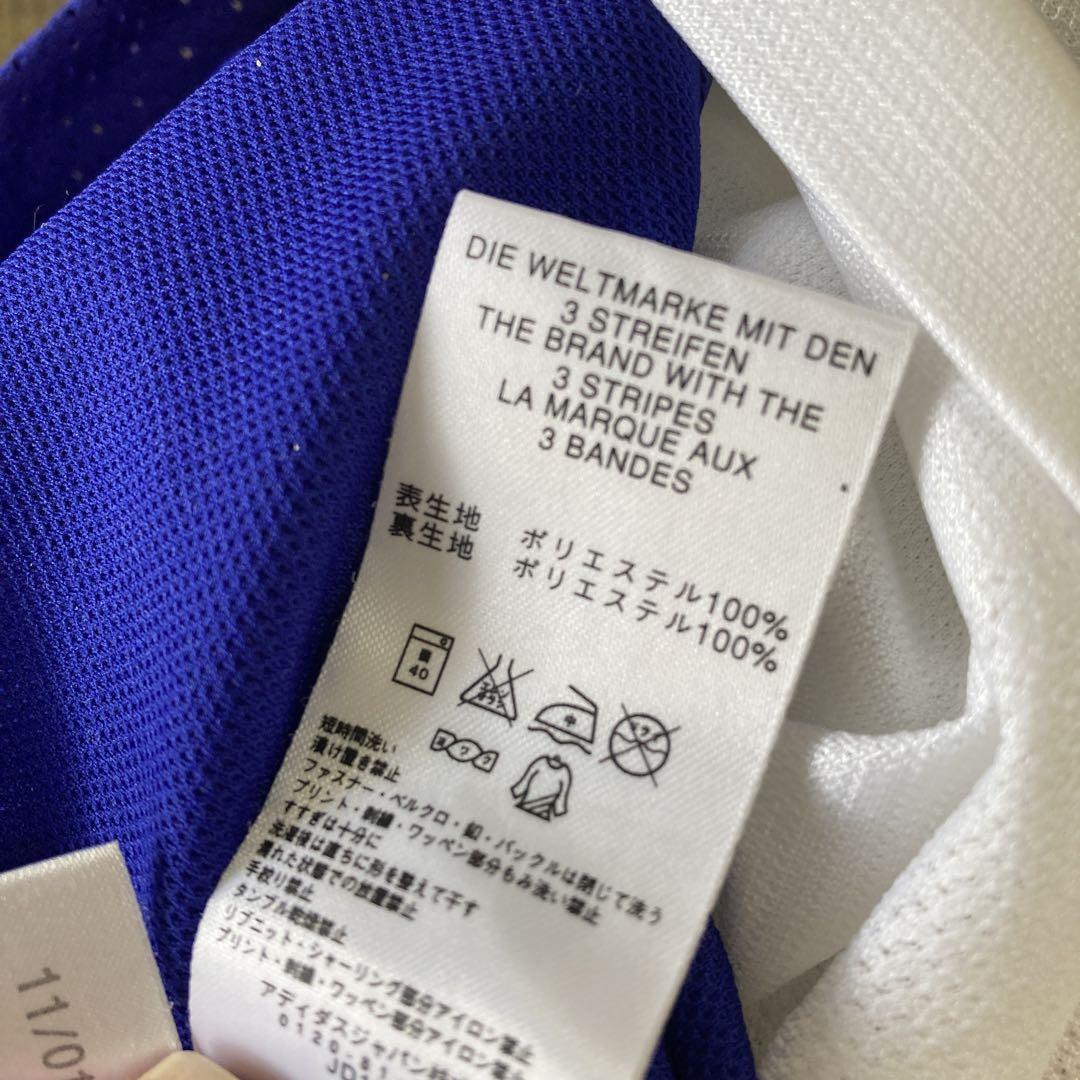 DIE WELTMARKE MIT DEN
3 STREIFEN
THE BRAND WITH THE
3 STRIPES
LA MARQUE AUX
3 BANDES
表生地 ポリエステル100%
裏生地 ポリエステル100%
40
中
短時間洗い
漬け置き禁止
ファスナー・ベルクロ・釦・バックルは閉じて洗う
プリント・刺繍・ワッペン部分もみ洗い禁止
すすぎは十分に
洗濯後は直ちに形を整えて干す
濡れた状態での放置禁止
手絞り禁止
タンブル乾燥禁止
リブニット・シャーリング部分アイロン禁止
プリント・刺繍・ワッペン部分アイロン禁止
アディダスジャパン
0120-81
11/01